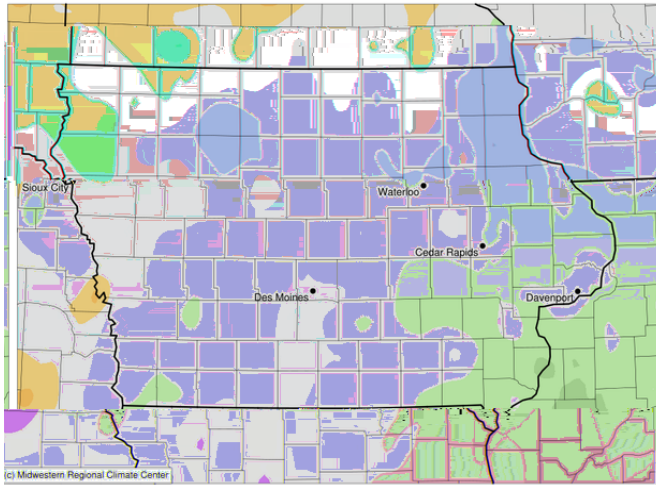 Sioux City
Waterloo
Cedar Rapids
Des Moines
Davenport
(c) Midwestern Regional Climate Center